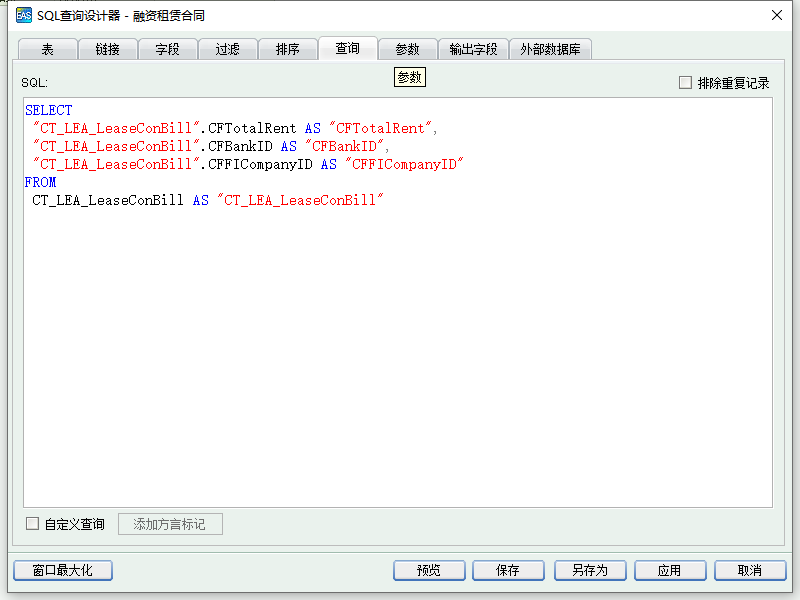 EAS SQL查询设计器 - 融资租赁合同
表 链接 字段 过滤 排序 查询 参数 输出字段 外部数据库
参数
SQL: 排除重复记录
SELECT
"CT_LEA_LeaseConBill".CFTotalRent AS "CFTotalRent",
"CT_LEA_LeaseConBill".CFBankID AS "CFBankID",
"CT_LEA_LeaseConBill".CFFICompanyID AS "CFFICompanyID"
FROM
CT_LEA_LeaseConBill AS "CT_LEA_LeaseConBill"
自定义查询 添加方言标记
窗口最大化 预览 保存 另存为 应用 取消